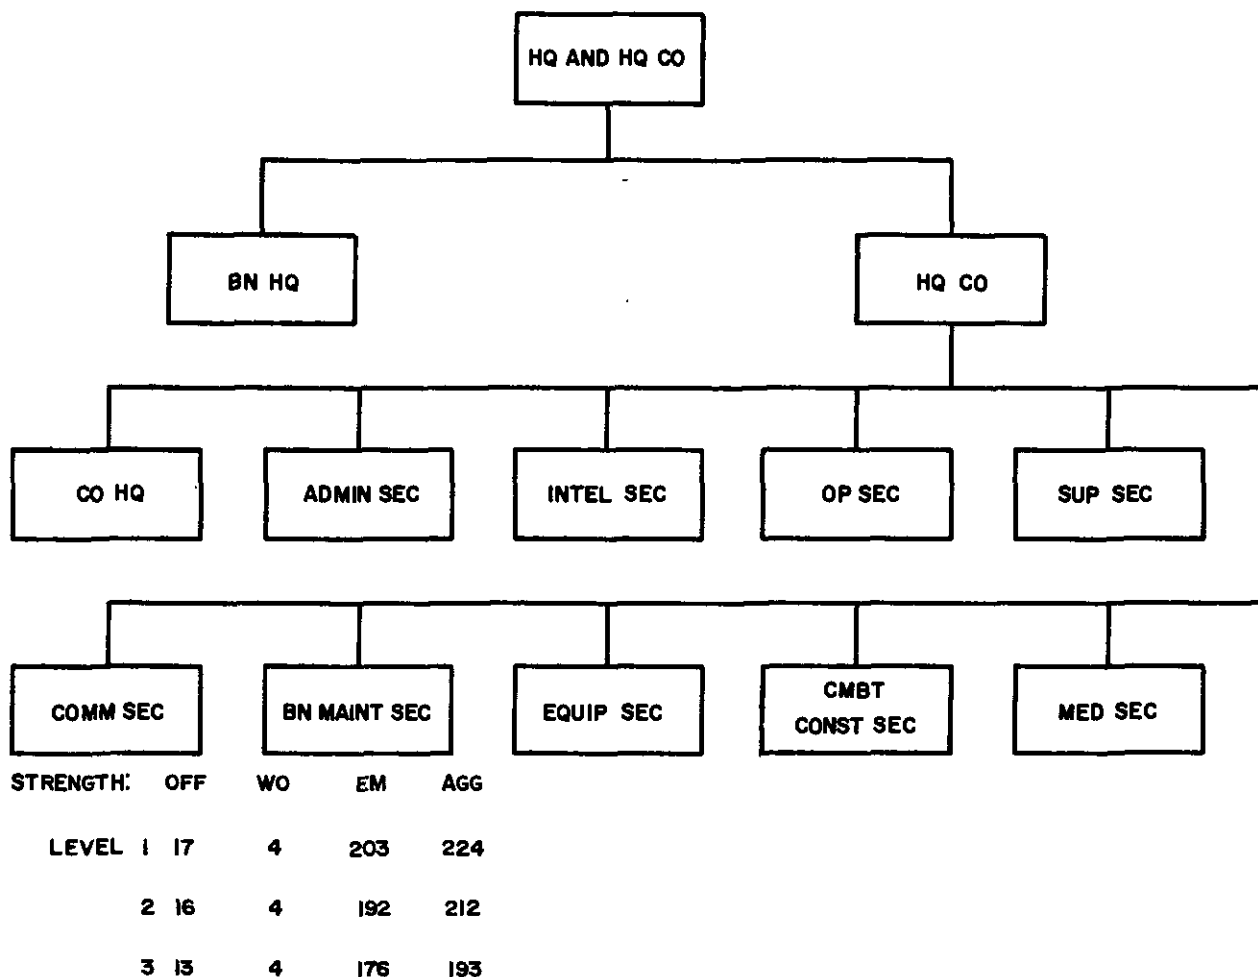 HQ AND HQ CO
BN HQ
HQ CO
CO HQ
ADMIN SEC
INTEL SEC
OP SEC
SUP SEC
COMM SEC
BN MAINT SEC
EQUIP SEC
CMBT
CONST SEC
MED SEC
STRENGTH: OFF WO EM AGG
LEVEL 1 17 4 203 224
2 16 4 192 212
3 13 4 176 193